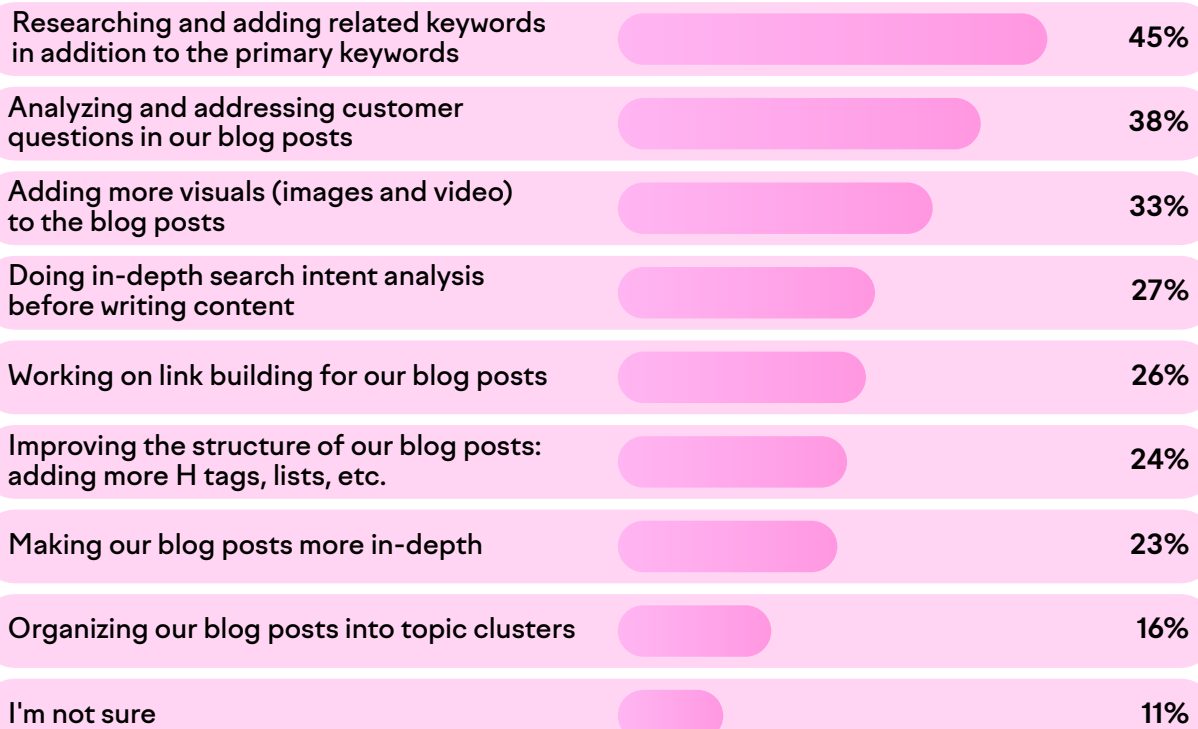 Researching and adding related keywords
in addition to the primary keywords
45%
Analyzing and addressing customer
questions in our blog posts
38%
Adding more visuals (images and video)
to the blog posts
33%
Doing in-depth search intent analysis
before writing content
27%
Working on link building for our blog posts
26%
Improving the structure of our blog posts:
adding more H tags, lists, etc.
24%
Making our blog posts more in-depth
23%
Organizing our blog posts into topic clusters
16%
I'm not sure
11%